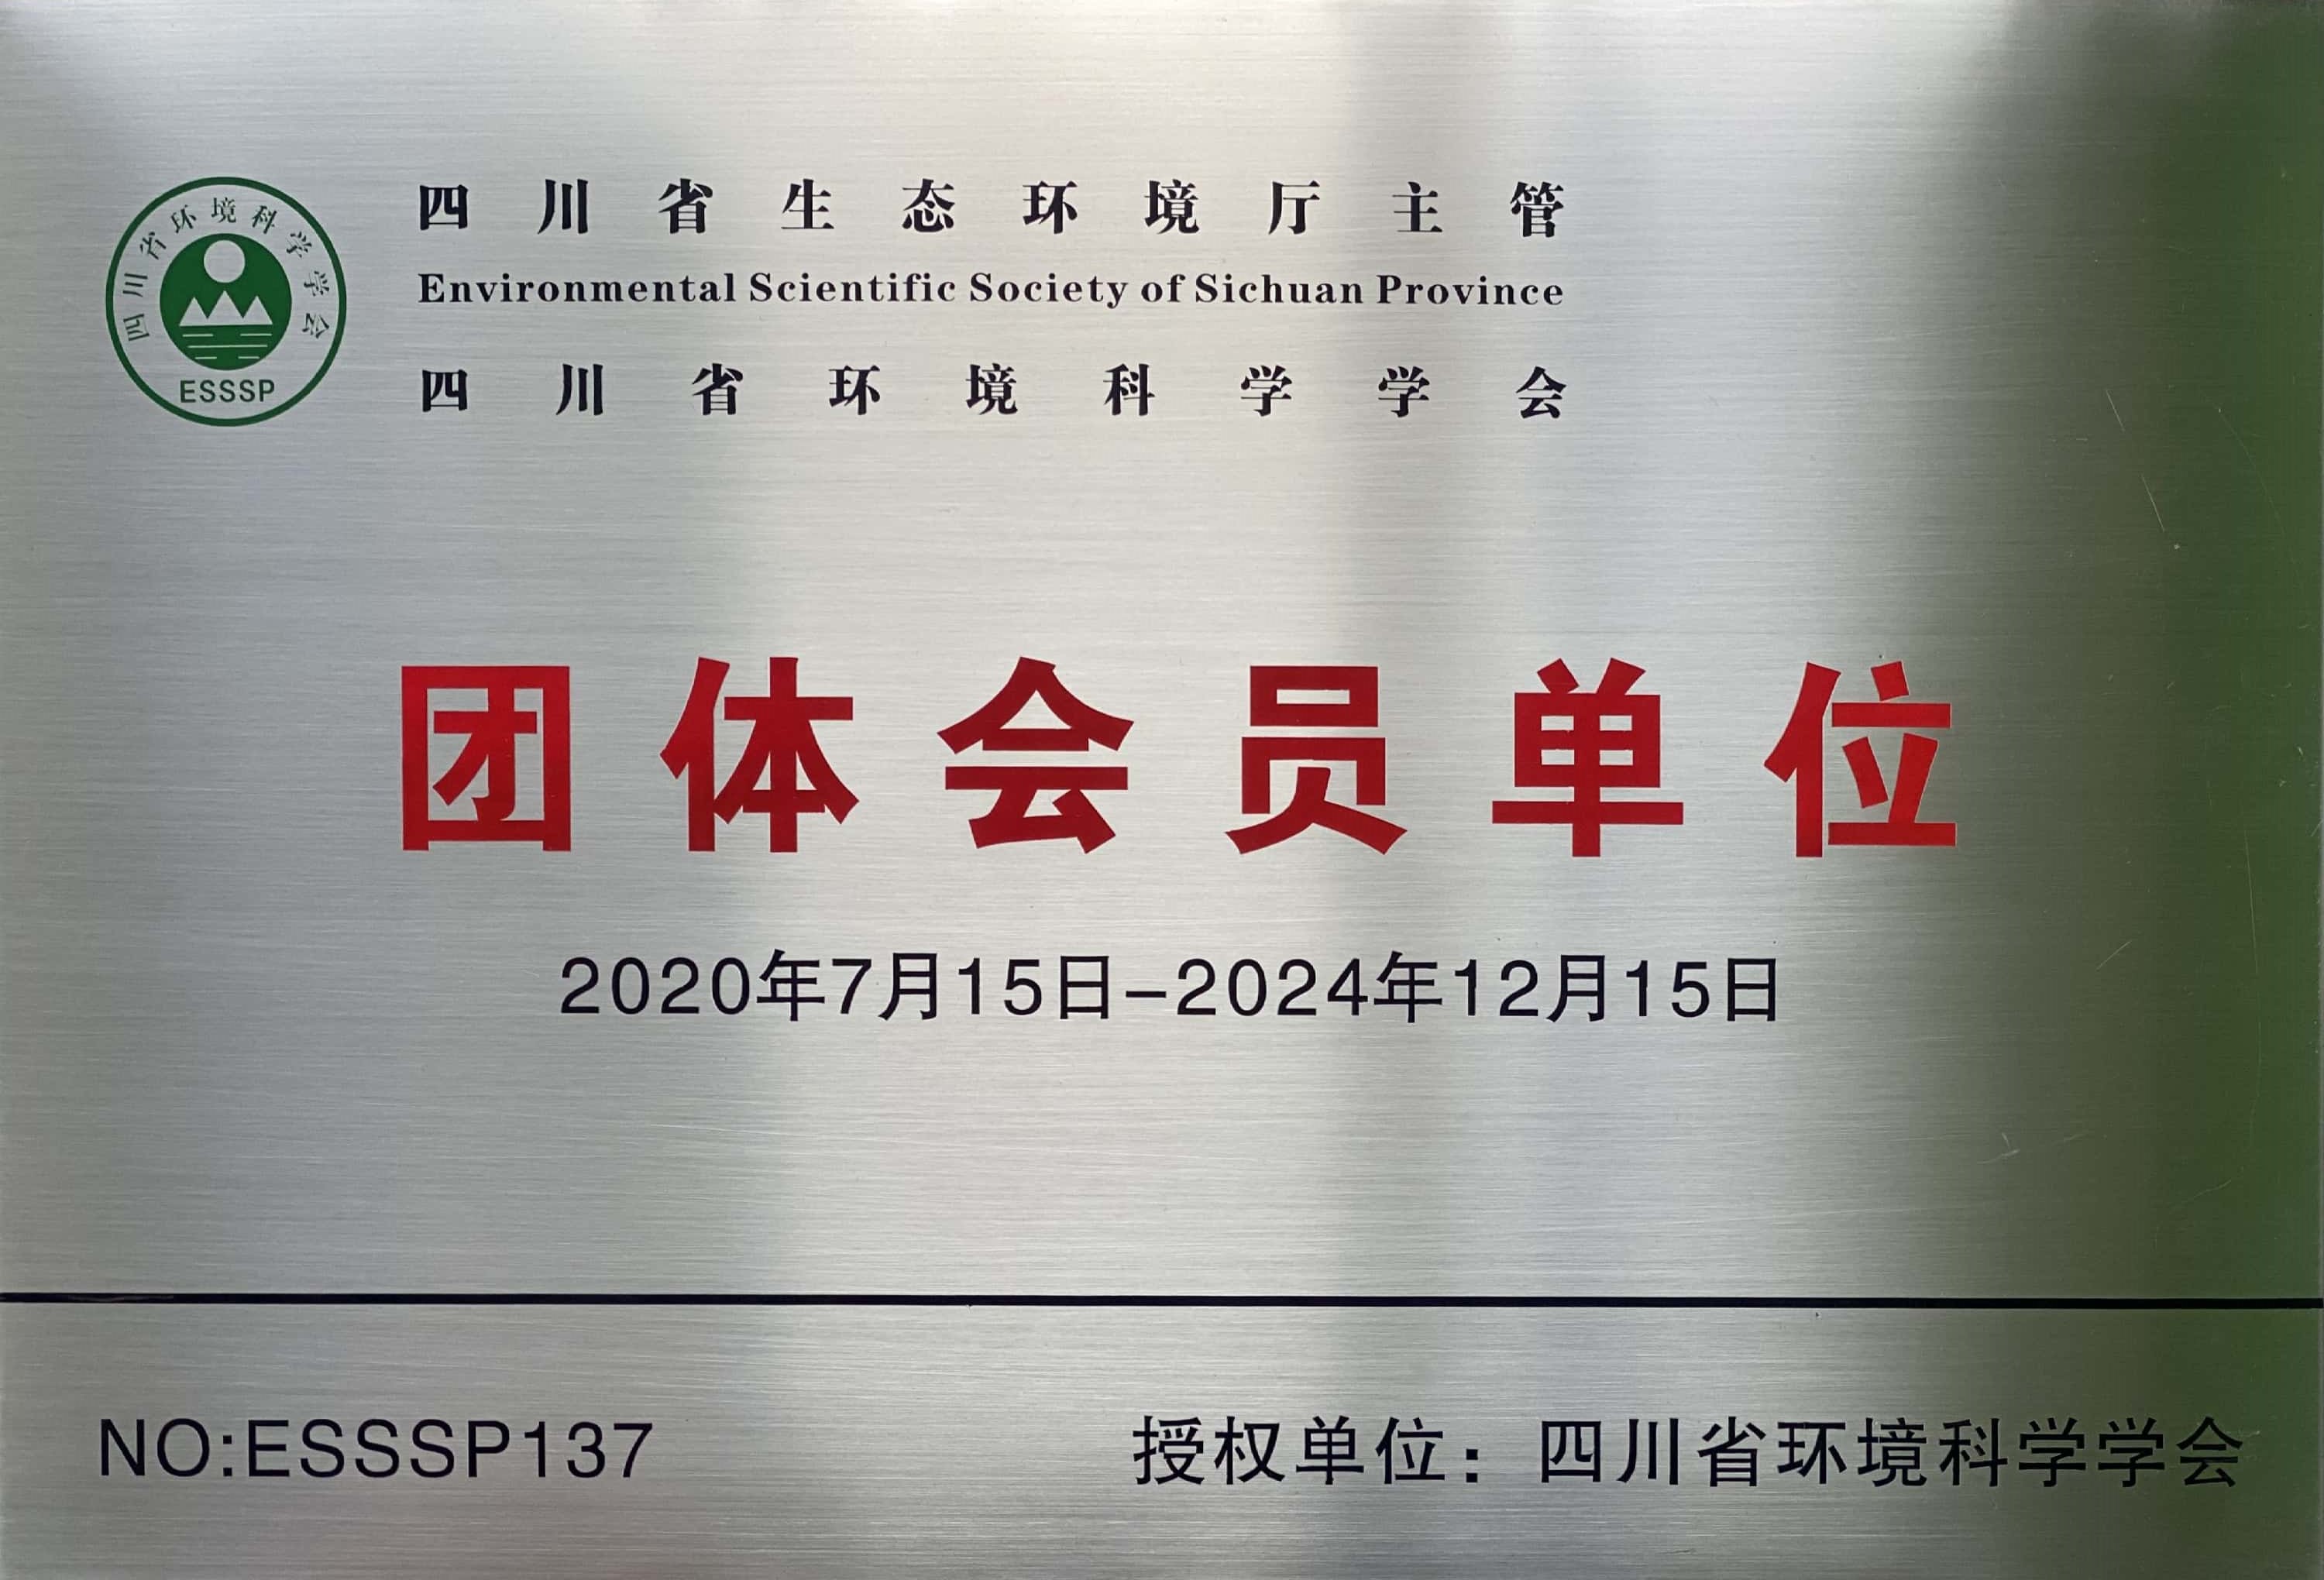 四川省环境科学学会
ESSSP
四川省生态环境厅主管
Environmental Scientific Society of Sichuan Province
四川省环境科学学会
团体会员单位
2020年7月15日-2024年12月15日
NO:ESSSP137
授权单位：四川省环境科学学会